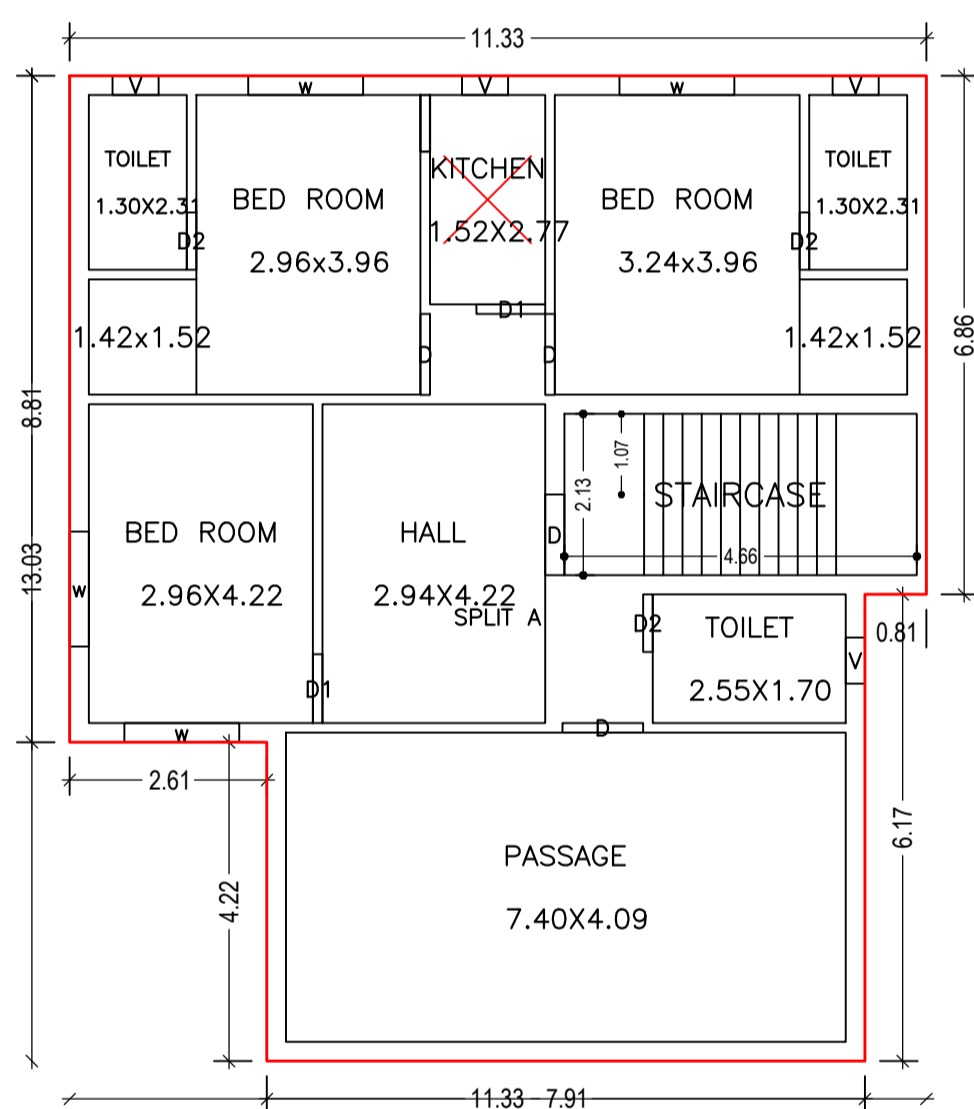 11.33
V
w
V
w
V
TOILET
1.30X2.31
BED ROOM
2.96x3.96
KITCHEN
1.52X2.77
BED ROOM
3.24x3.96
TOILET
1.30X2.31
D2
D2
D1
1.42x1.52
1.42x1.52
D
D
6.86
8.81
13.03
BED ROOM
2.96X4.22
HALL
2.94X4.22
SPLIT A
D
2.13
1.07
STAIRCASE
4.66
w
D2
TOILET
2.55X1.70
V
0.81
D1
w
D
2.61
4.22
6.17
PASSAGE
7.40X4.09
11.33
7.91